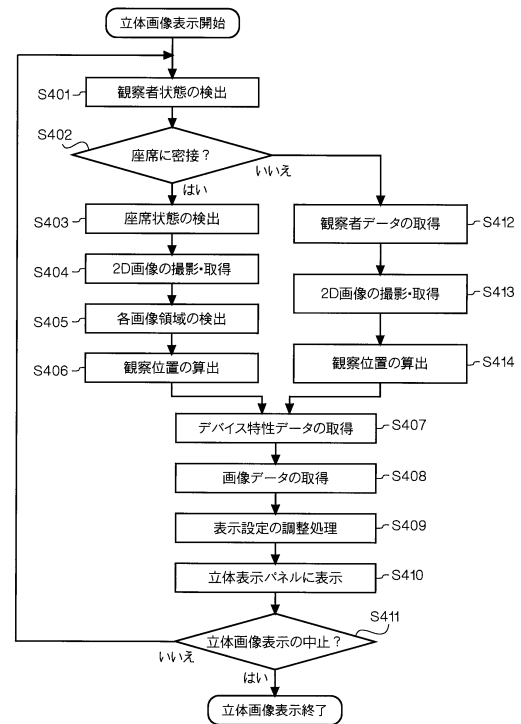 立体画像表示開始
S401
観察者状態の検出
S402
座席に密接?
いいえ
はい
S403
座席状態の検出
観察者データの取得
S412
S404
2D画像の撮影・取得
2D画像の撮影・取得
S413
S405
各画像領域の検出
S406
観察位置の算出
観察位置の算出
S414
デバイス特性データの取得
S407
画像データの取得
S408
表示設定の調整処理
S409
立体表示パネルに表示
S410
S411
立体画像表示の中止?
いいえ
はい
立体画像表示終了